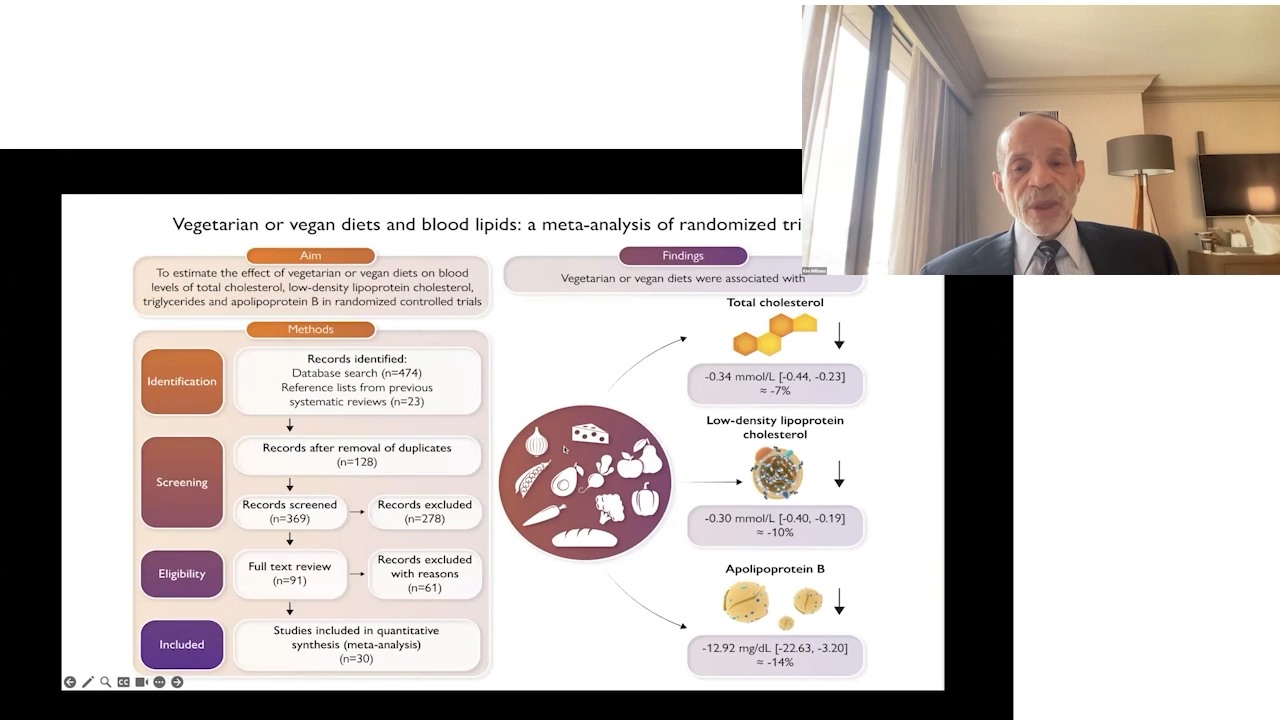 Vegetarian or vegan diets and blood lipids: a meta-analysis of randomized tri
Aim
To estimate the effect of vegetarian or vegan diets on blood
levels of total cholesterol, low-density lipoprotein cholesterol,
triglycerides and apolipoprotein B in randomized controlled trials
Methods
Identification
Records identified:
Database search (n=474)
Reference lists from previous
systematic reviews (n=23)
Screening
Records after removal of duplicates
(n=128)
Records screened
(n=369)
Records excluded
(n=278)
Eligibility
Full text review
(n=91)
Records excluded
with reasons
(n=61)
Included
Studies included in quantitative
synthesis (meta-analysis)
(n=30)
Findings
Vegetarian or vegan diets were associated with
Total cholesterol
-0.34 mmol/L [-0.44, -0.23]
≈ -7%
Low-density lipoprotein
cholesterol
-0.30 mmol/L [-0.40, -0.19]
≈ -10%
Apolipoprotein B
-12.92 mg/dL [-22.63, -3.20]
≈ -14%
CC